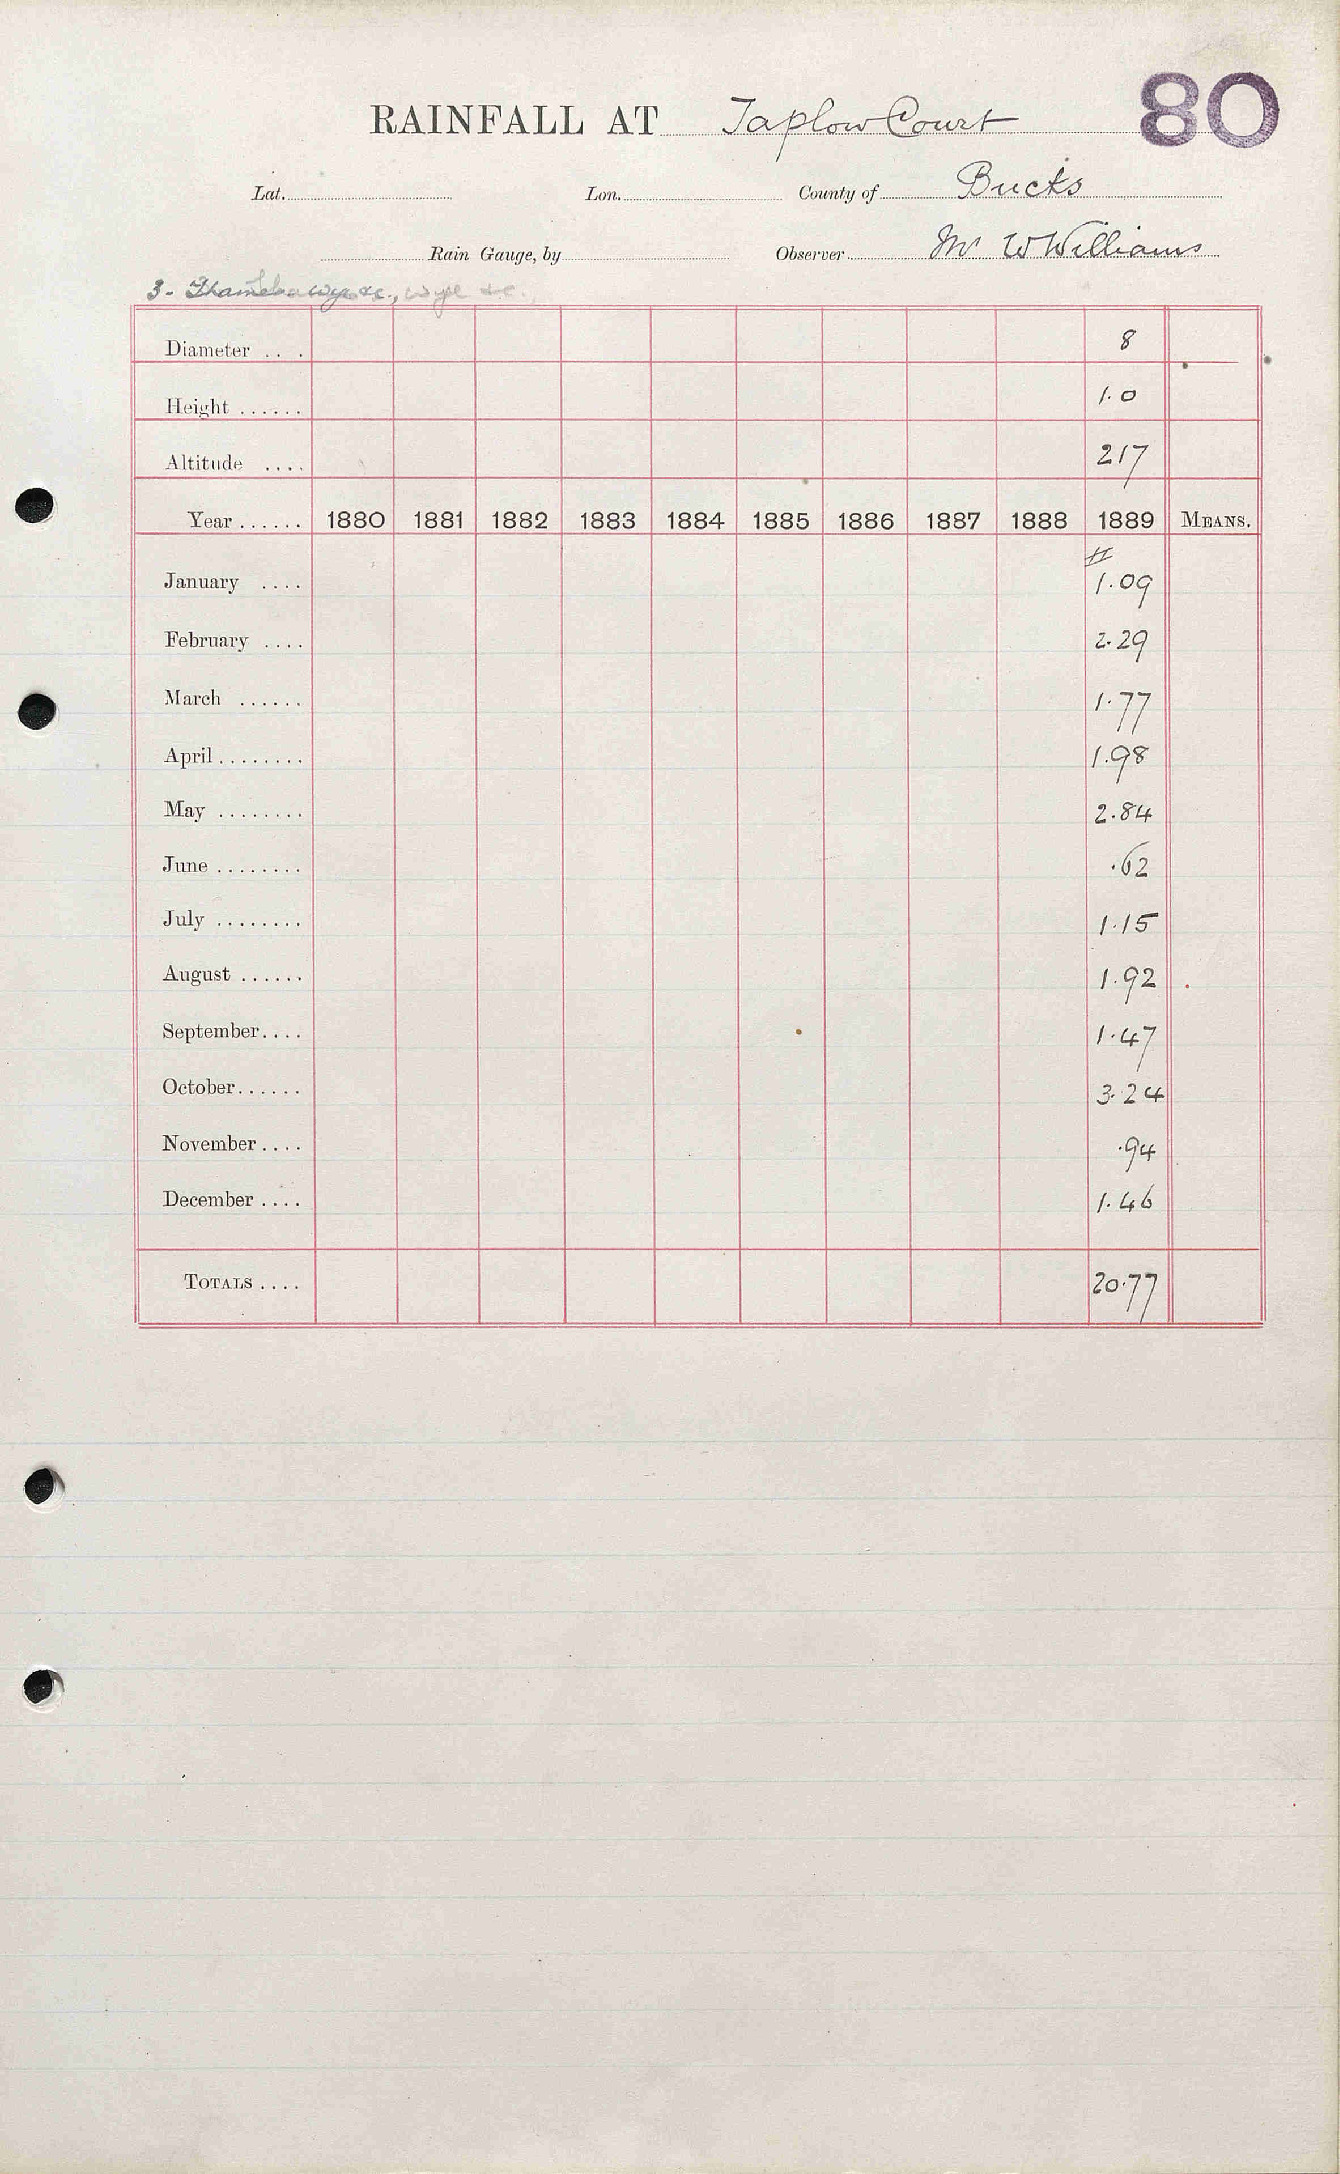 80
RAINFALL AT Taplow Court
Lat. Lon. County of Bucks
Rain Gauge, by Observer Mr W Williams
3-
Diameter .. . 8
Height ...... 1.0
Altitude .... 217
Year ...... 1880 1881 1882 1883 1884 1885 1886 1887 1888 1889 MEANS.
#
January .... 1.09
February .... 2.29
March ...... 1.77
April ........ 1.98
May ........ 2.84
June ........ .62
July ........ 1.15
August ...... 1.92
September .... 1.47
October ...... 3.24
November .... .94
December .... 1.46
TOTALS .... 20.77